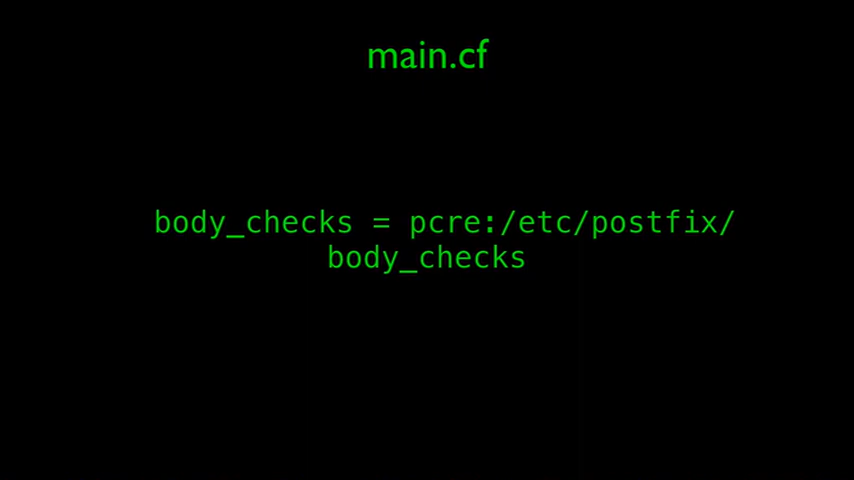 main.cf
body_checks = pcre:/etc/postfix/
body_checks